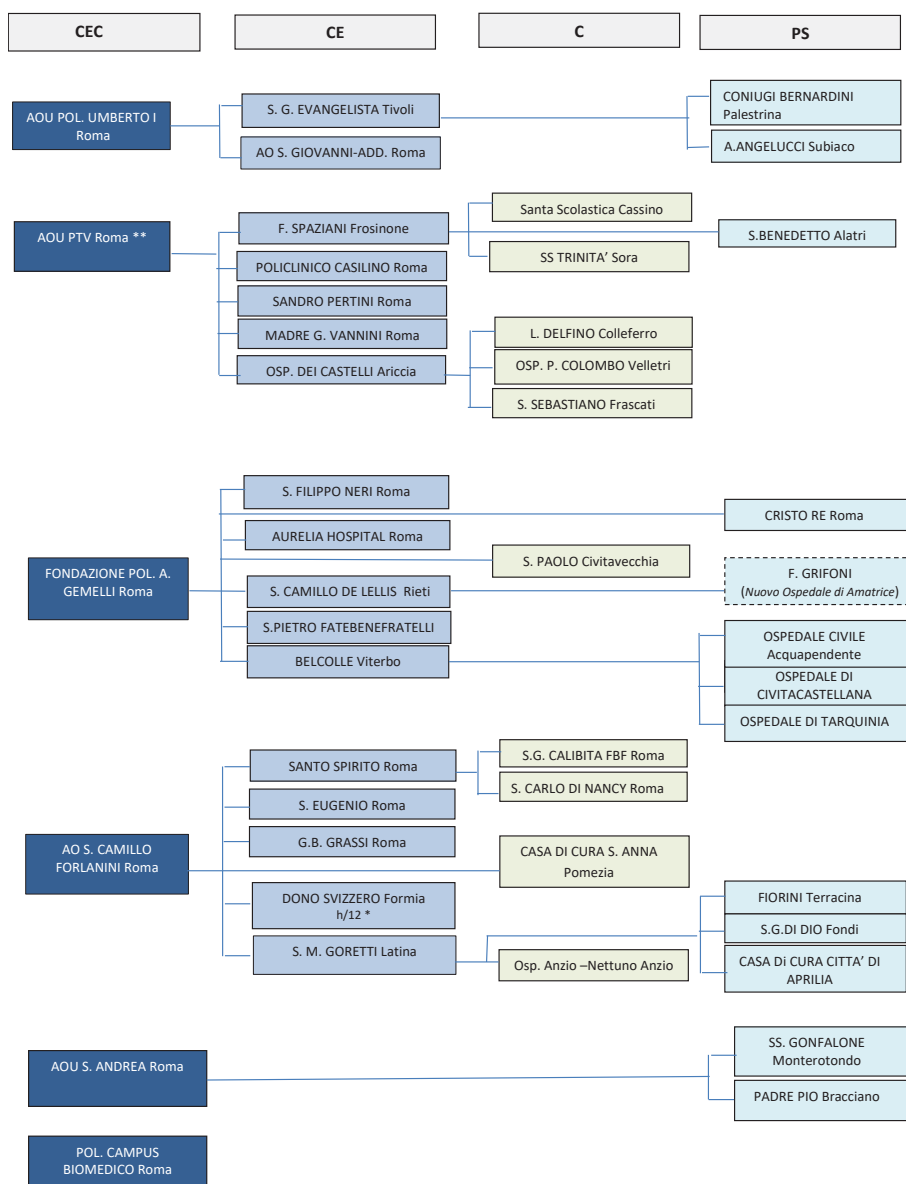 CEC
CE
C
PS
AOU POL. UMBERTO I
Roma
S. G. EVANGELISTA Tivoli
AO S. GIOVANNI-ADD. Roma
CONIUGI BERNARDINI
Palestrina
A.ANGELUCCI Subiaco
AOU PTV Roma **
F. SPAZIANI Frosinone
POLICLINICO CASILINO Roma
SANDRO PERTINI Roma
MADRE G. VANNINI Roma
OSP. DEI CASTELLI Ariccia
Santa Scolastica Cassino
SS TRINITA’ Sora
L. DELFINO Colleferro
OSP. P. COLOMBO Velletri
S. SEBASTIANO Frascati
S.BENEDETTO Alatri
FONDAZIONE POL. A.
GEMELLI Roma
S. FILIPPO NERI Roma
AURELIA HOSPITAL Roma
S. CAMILLO DE LELLIS Rieti
S.PIETRO FATEBENEFRATELLI
BELCOLLE Viterbo
S. PAOLO Civitavecchia
CRISTO RE Roma
F. GRIFONI
(Nuovo Ospedale di Amatrice)
OSPEDALE CIVILE
Acquapendente
OSPEDALE DI
CIVITACASTELLANA
OSPEDALE DI TARQUINIA
AO S. CAMILLO
FORLANINI Roma
SANTO SPIRITO Roma
S. EUGENIO Roma
G.B. GRASSI Roma
DONO SVIZZERO Formia
h/12 *
S. M. GORETTI Latina
S.G. CALIBITA FBF Roma
S. CARLO DI NANCY Roma
CASA DI CURA S. ANNA
Pomezia
Osp. Anzio –Nettuno Anzio
FIORINI Terracina
S.G.DI DIO Fondi
CASA Di CURA CITTA’ DI
APRILIA
AOU S. ANDREA Roma
SS. GONFALONE
Monterotondo
PADRE PIO Bracciano
POL. CAMPUS
BIOMEDICO Roma